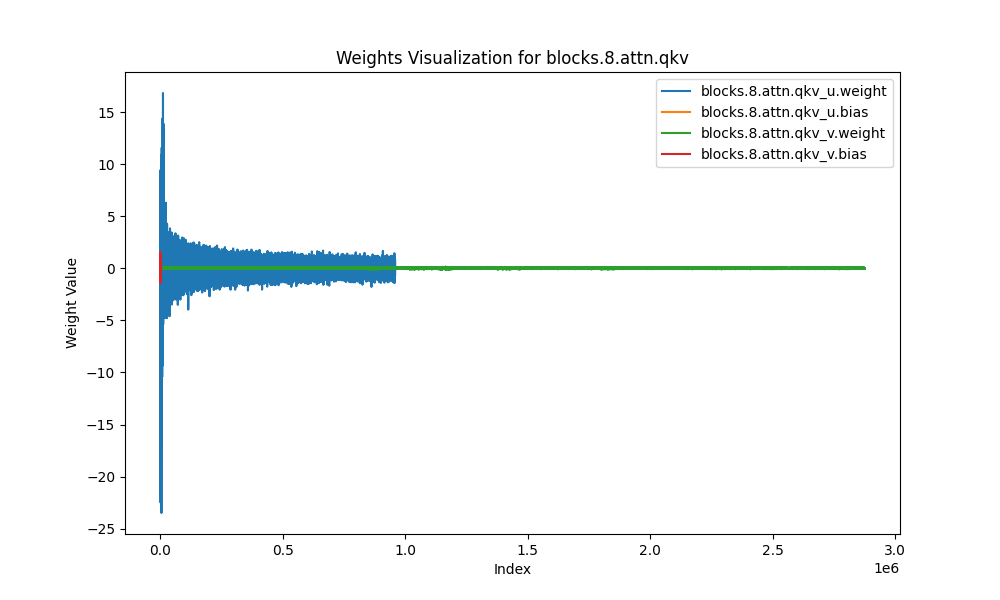 Weights Visualization for blocks.8.attn.qkv
blocks.8.attn.qkv_u.weight
blocks.8.attn.qkv_u.bias
blocks.8.attn.qkv_v.weight
blocks.8.attn.qkv_v.bias
Weight Value
15
10
5
0
−5
−10
−15
−20
−25
0.0 0.5 1.0 1.5 2.0 2.5 3.0
1e6
Index